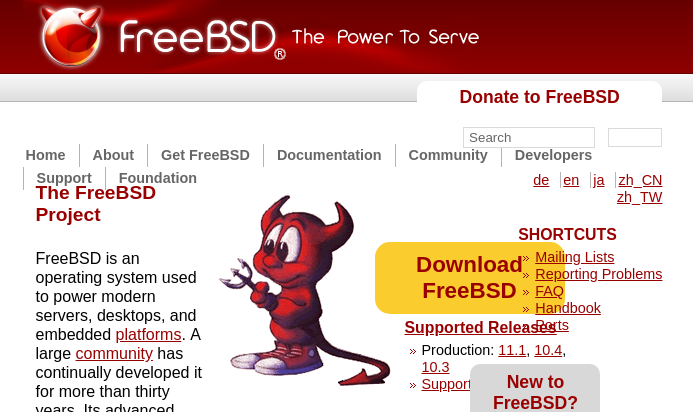 FreeBSD® The Power To Serve
Donate to FreeBSD
Search
Home About Get FreeBSD Documentation Community Developers
Support Foundation
de en ja zh_CN
zh_TW
The FreeBSD
Project
FreeBSD is an
operating system used
to power modern
servers, desktops, and
embedded platforms. A
large community has
continually developed it
for more than thirty
years. Its advanced
Download
FreeBSD
Supported Releases
Production: 11.1, 10.4,
10.3
Support
New to
FreeBSD?
SHORTCUTS
Mailing Lists
Reporting Problems
FAQ
Handbook
Ports